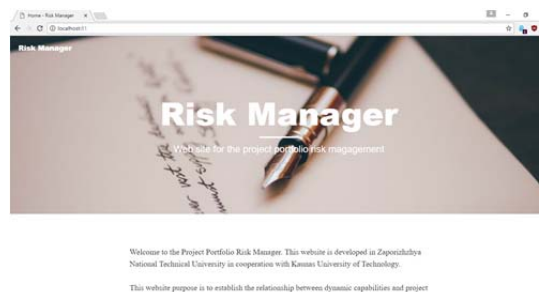 Home - Risk Manager
localhost:81
Risk Manager
Risk Manager
Web site for the project portfolio risk magagement
Welcome to the Project Portfolio Risk Manager. This website is developed in Zaporizhzhya
National Technical University in cooperation with Kaunas University of Technology.
This website purpose is to establish the relationship between dynamic capabilities and project